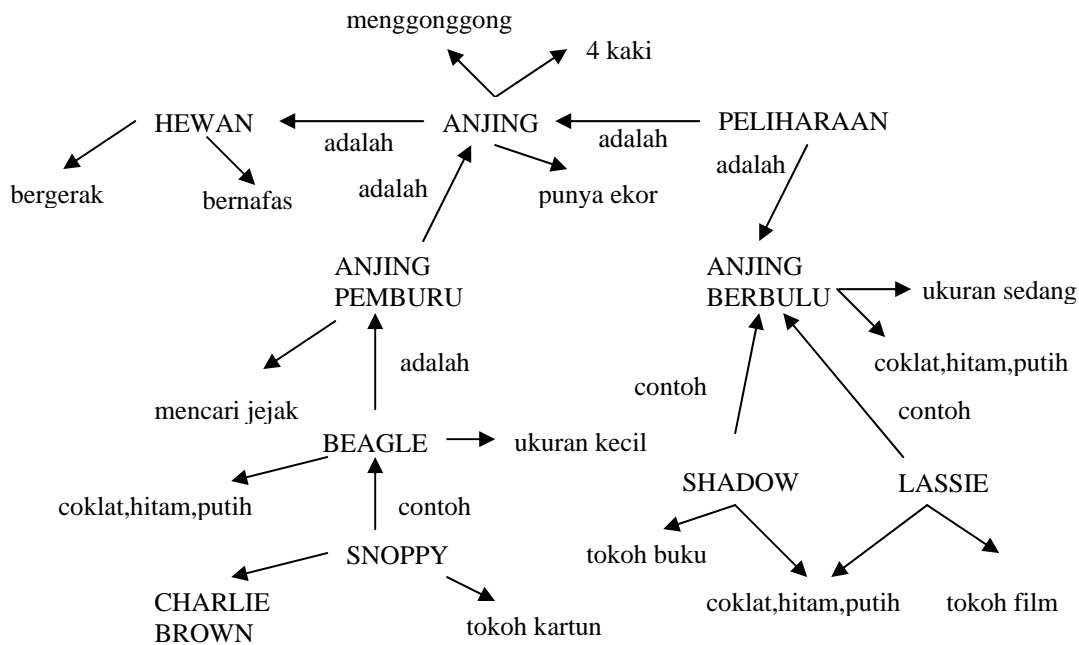 menggonggong
4 kaki
HEWAN
ANJING
PELIHARAAN
adalah
adalah
adalah
adalah
bergerak
bernafas
punya ekor
ANJING
PEMBURU
ANJING
BERBULU
ukuran sedang
adalah
coklat,hitam,putih
contoh
mencari jejak
contoh
BEAGLE
ukuran kecil
SHADOW
LASSIE
coklat,hitam,putih
contoh
tokoh buku
SNOPPY
CHARLIE
BROWN
tokoh kartun
coklat,hitam,putih
tokoh film